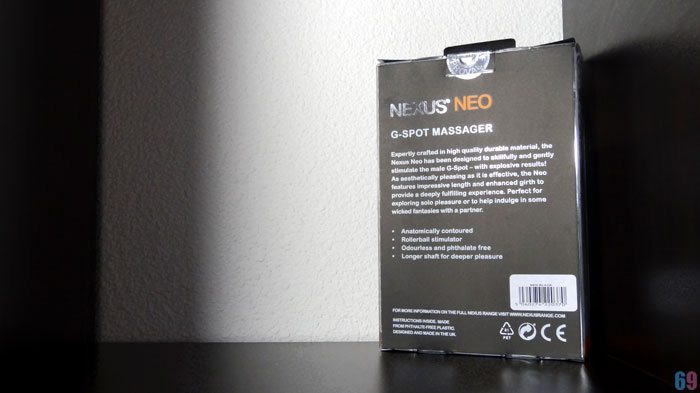 NEXUS® NEO
G-SPOT MASSAGER
Expertly crafted in high quality durable material, the
Nexus Neo has been designed to skillfully and gently
stimulate the male G-Spot – with explosive results!
As aesthetically pleasing as it is effective, the Neo
features impressive length and enhanced girth to
provide a deeply fulfilling experience. Perfect for
exploring solo pleasure or to help indulge in some
wicked fantasies with a partner.
• Anatomically contoured
• Rollerball stimulator
• Odourless and phthalate free
• Longer shaft for deeper pleasure
FOR MORE INFORMATION ON THE FULL NEXUS RANGE VISIT WWW.NEXUSRANGE.COM
INSTRUCTIONS INSIDE. MADE
FROM PHTHLATE-FREE PLASTIC.
DESIGNED AND MADE IN THE U.K.
PET
CE
69